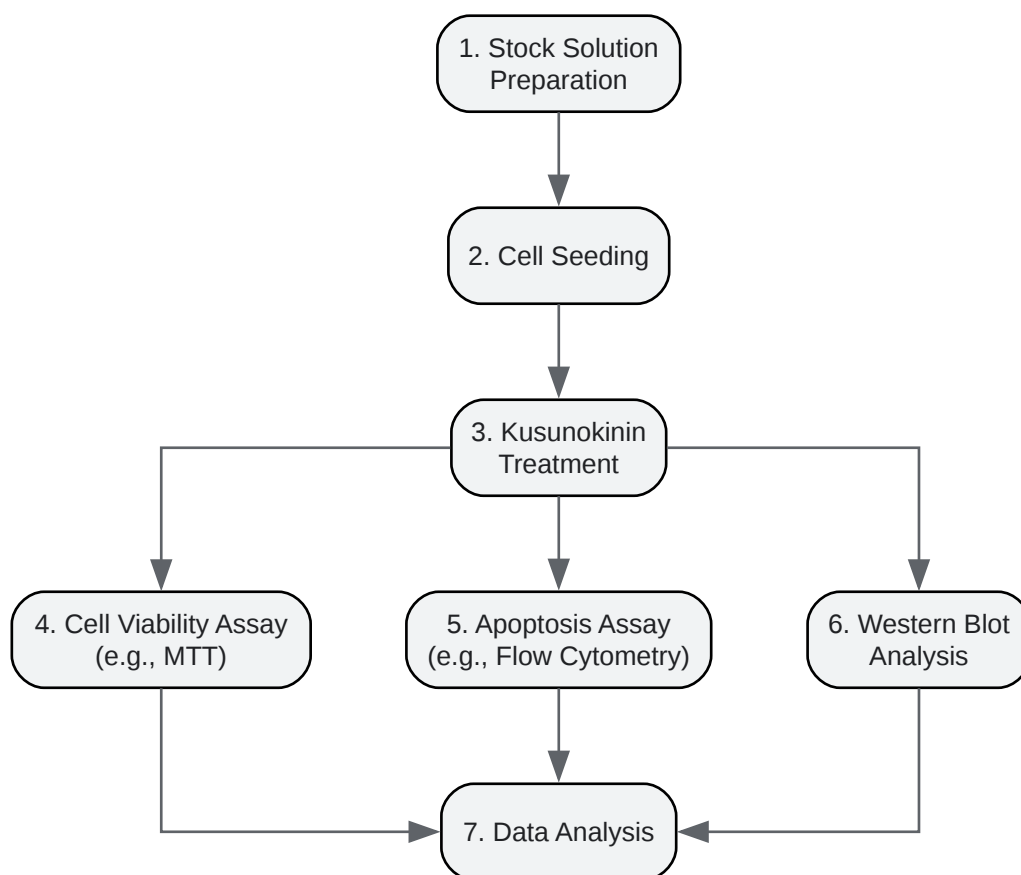 1. Stock Solution
Preparation
2. Cell Seeding
3. Kusunokinin
Treatment
4. Cell Viability Assay
(e.g., MTT)
5. Apoptosis Assay
(e.g., Flow Cytometry)
6. Western Blot
Analysis
7. Data Analysis